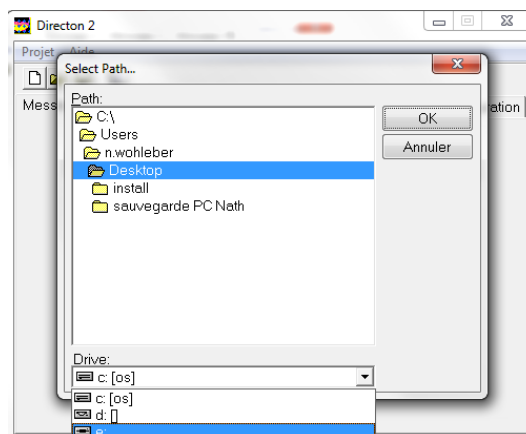 Directon 2
Projet Aide
Select Path...
Mess
ration
Path:
C:\
Users
n.wohleber
Desktop
install
sauvegarde PC Nath
OK
Annuler
Drive:
c: [os]
c: [os]
d: []
e: